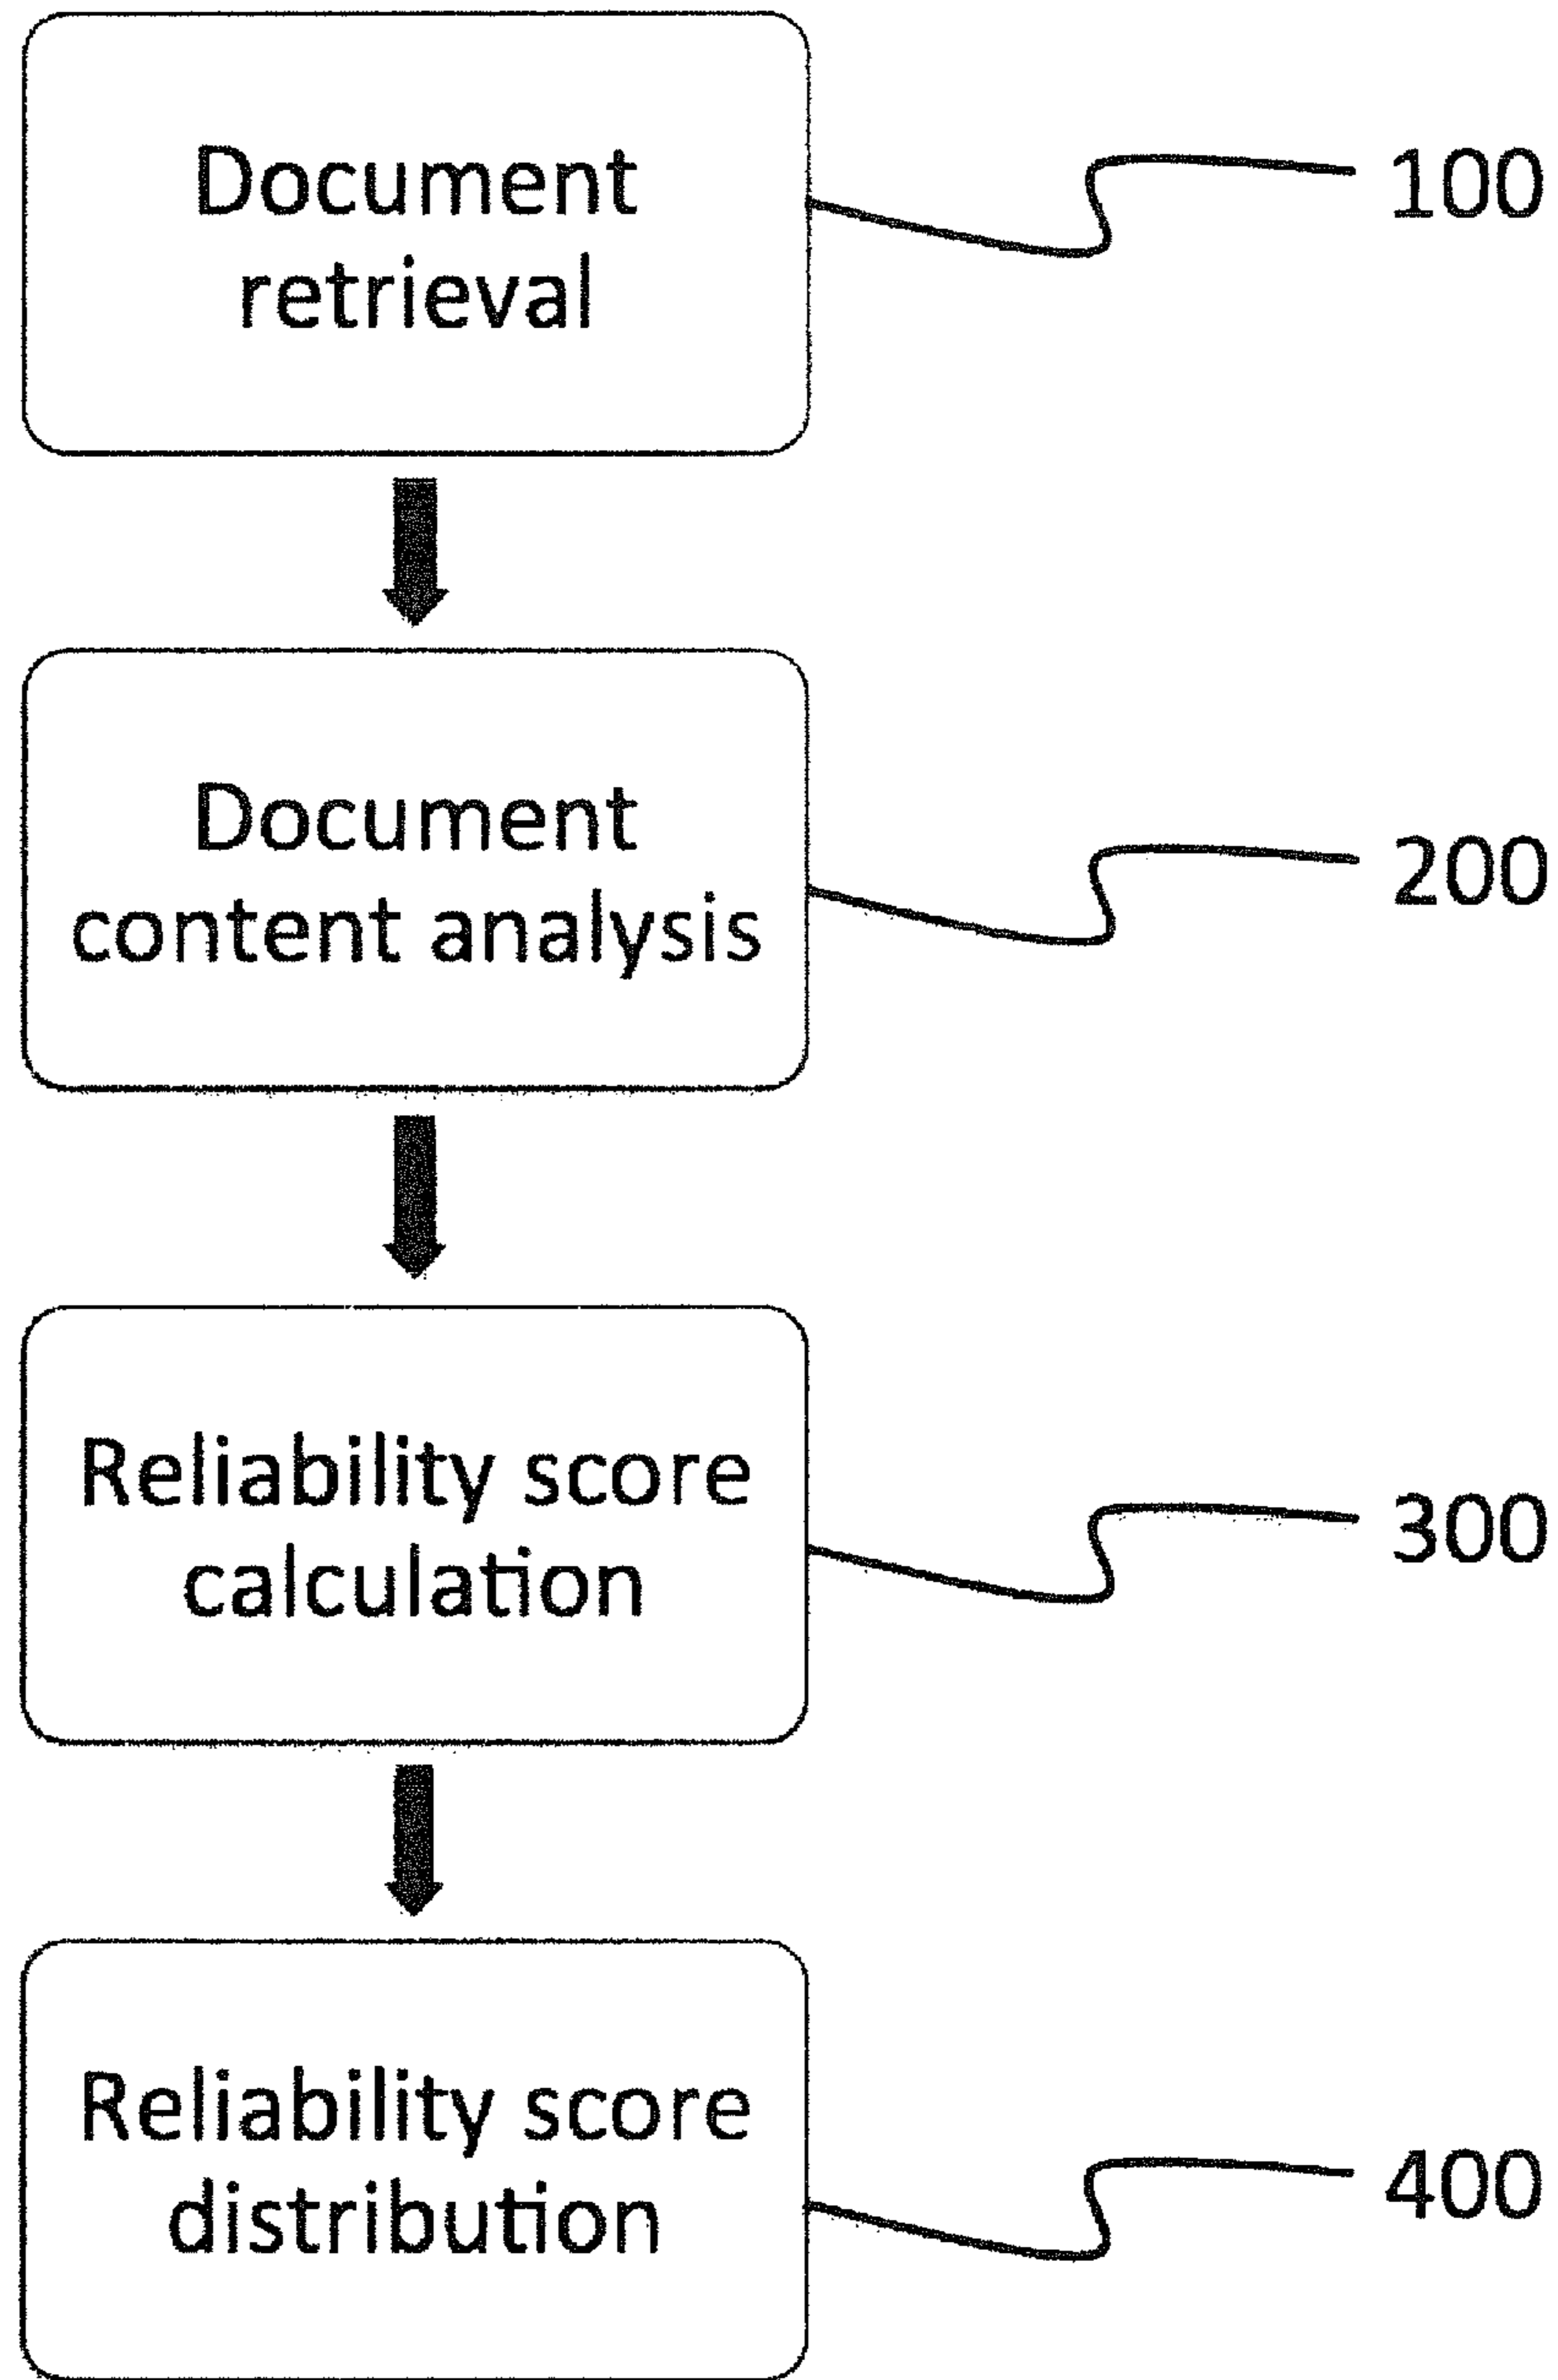 Document
retrieval
100
Document
content analysis
200
Reliability score
calculation
300
Reliability score
distribution
400